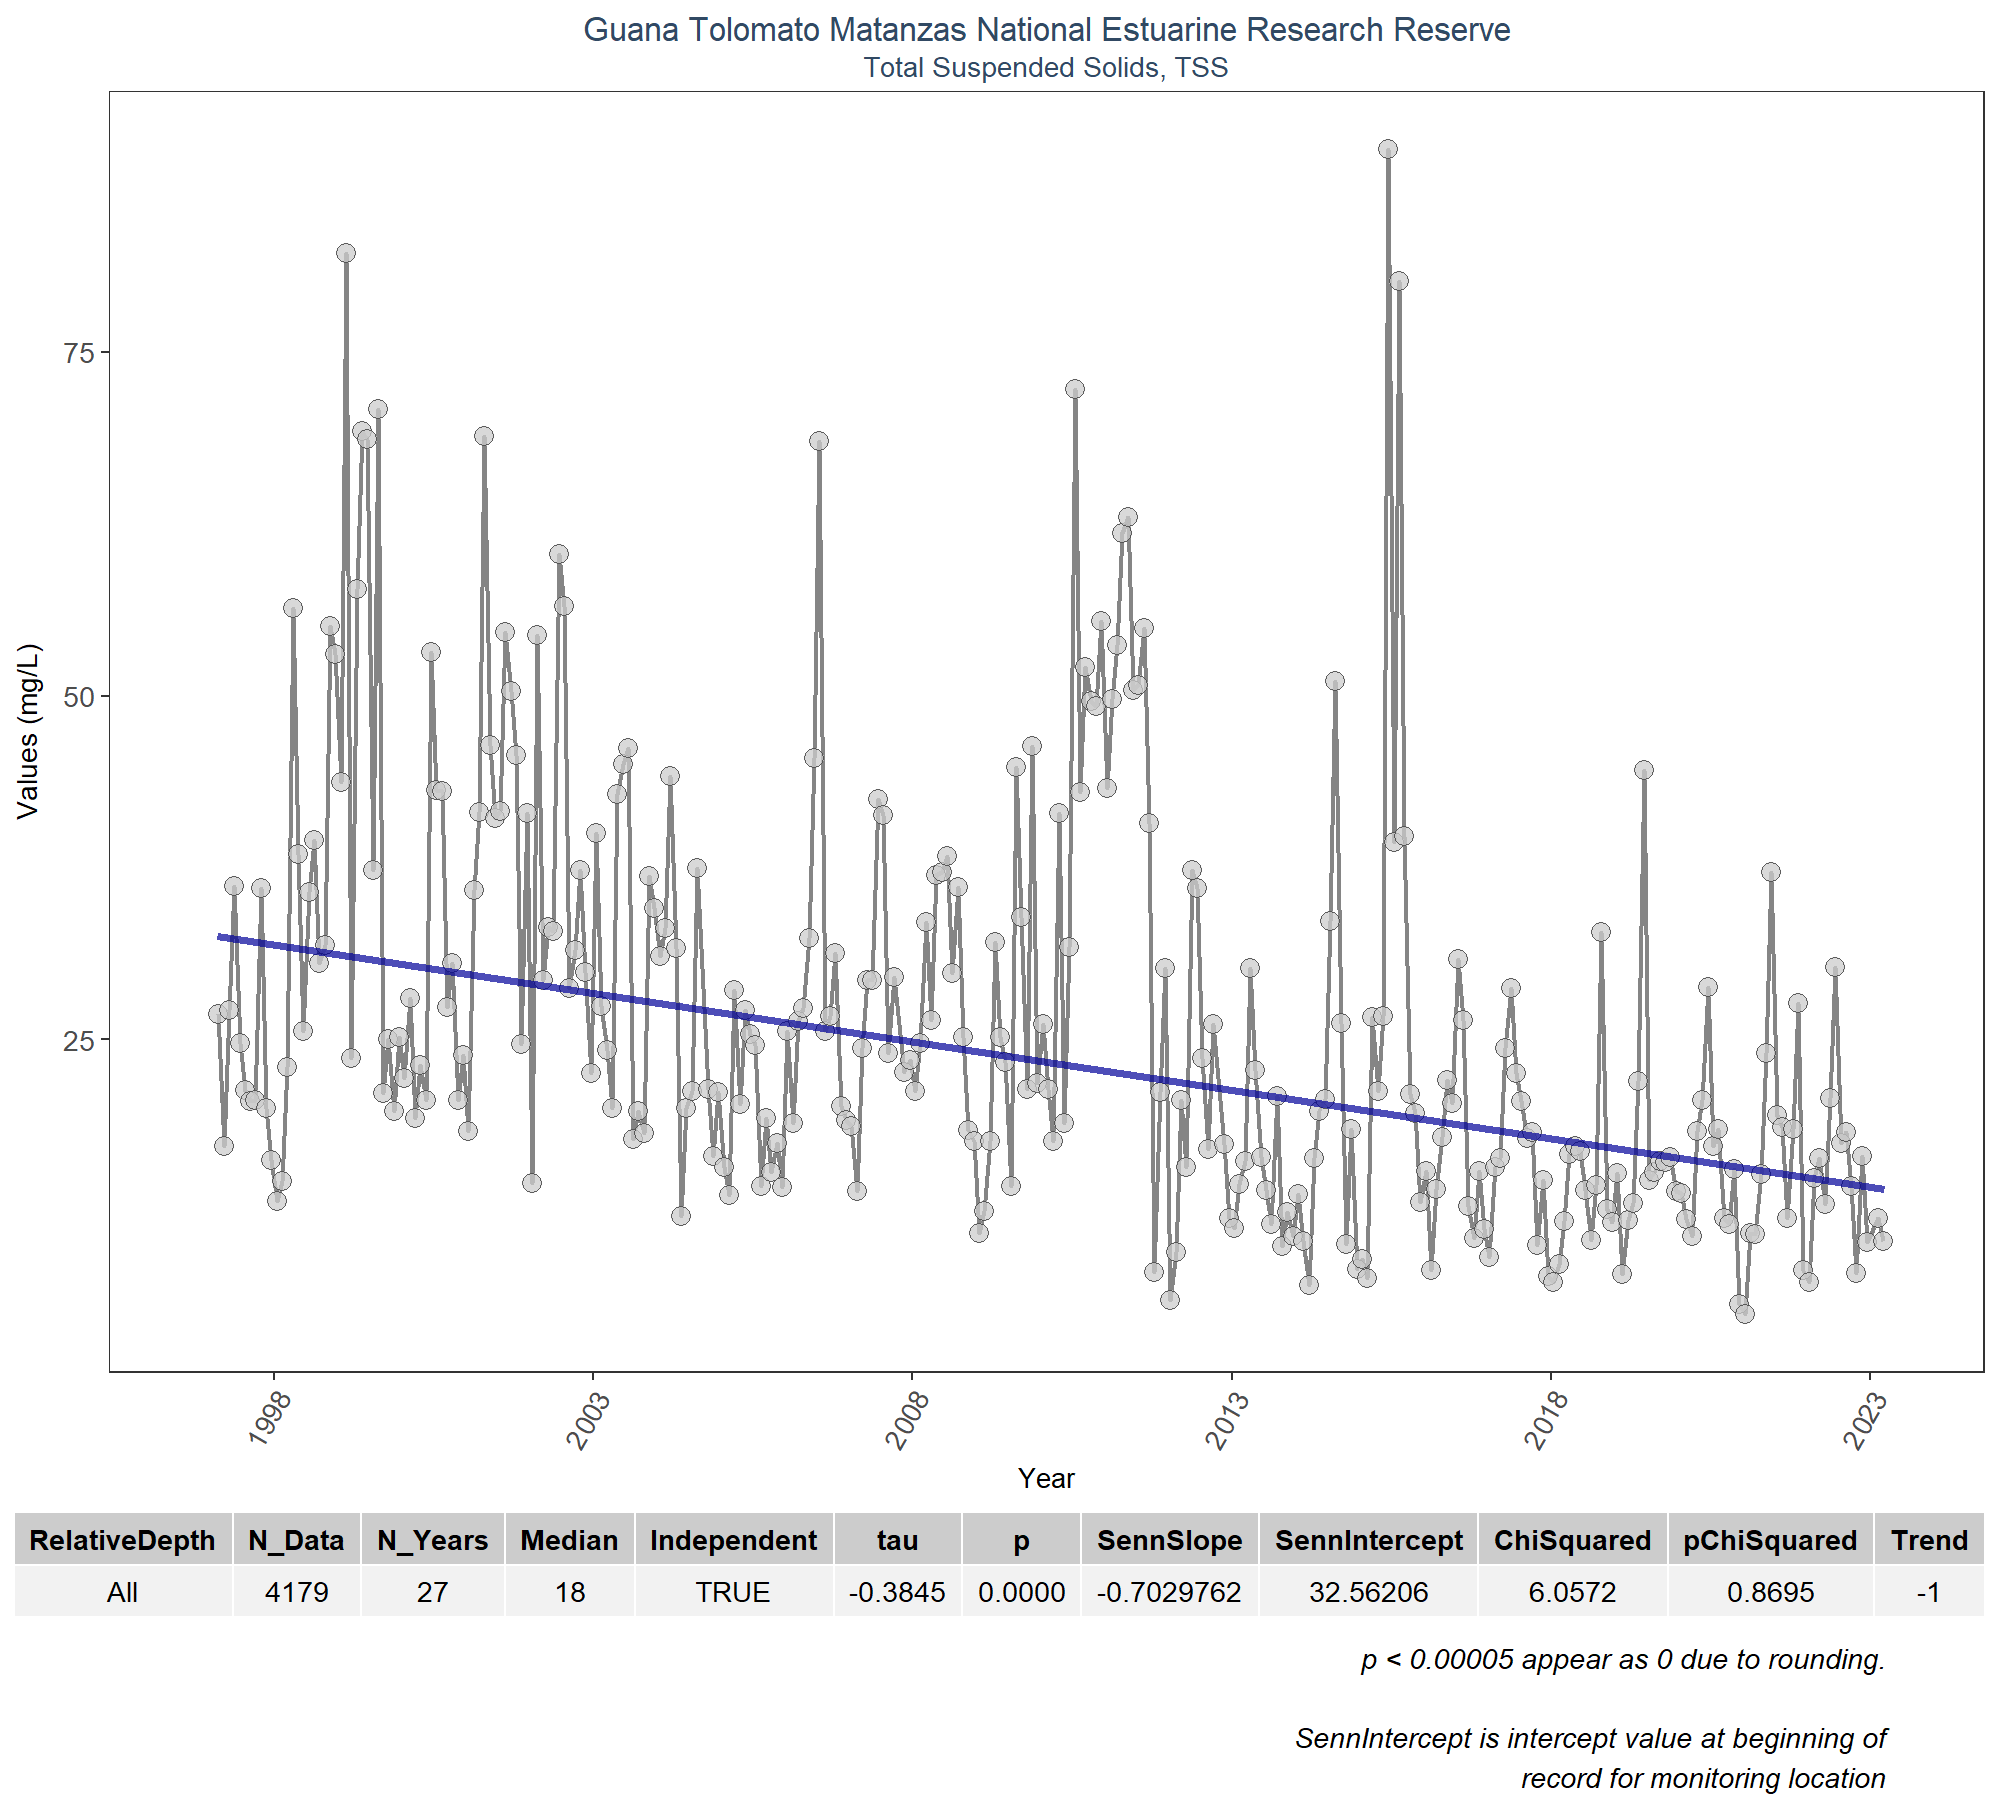 Guana Tolomato Matanzas National Estuarine Research Reserve
Total Suspended Solids, TSS
Values (mg/L)
75
50
25
1998 2003 2008 2013 2018 2023
Year
RelativeDepth N_Data N_Years Median Independent tau p SennSlope SennIntercept ChiSquared pChiSquared Trend
All 4179 27 18 TRUE -0.3845 0.0000 -0.7029762 32.56206 6.0572 0.8695 -1
p < 0.00005 appear as 0 due to rounding.
SennIntercept is intercept value at beginning of
record for monitoring location